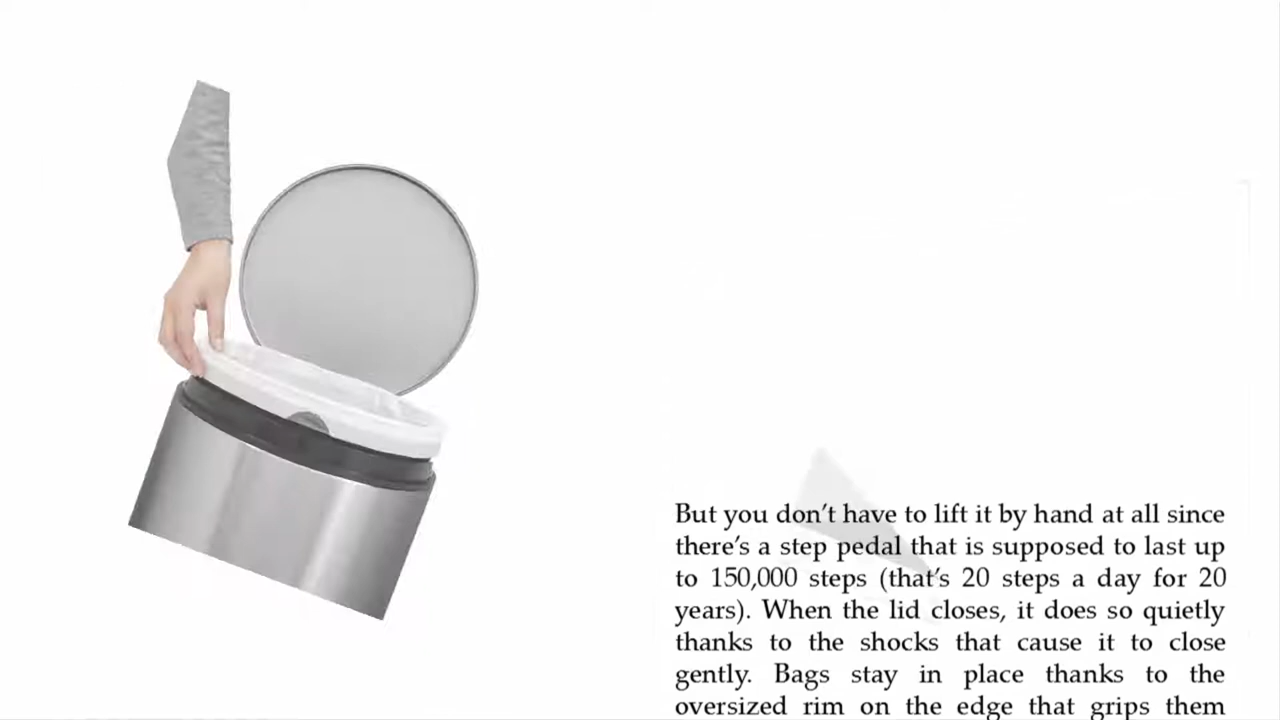 But you don't have to lift it by hand at all since
there's a step pedal that is supposed to last up
to 150,000 steps (that's 20 steps a day for 20
years). When the lid closes, it does so quietly
thanks to the shocks that cause it to close
gently. Bags stay in place thanks to the
oversized rim on the edge that grips them